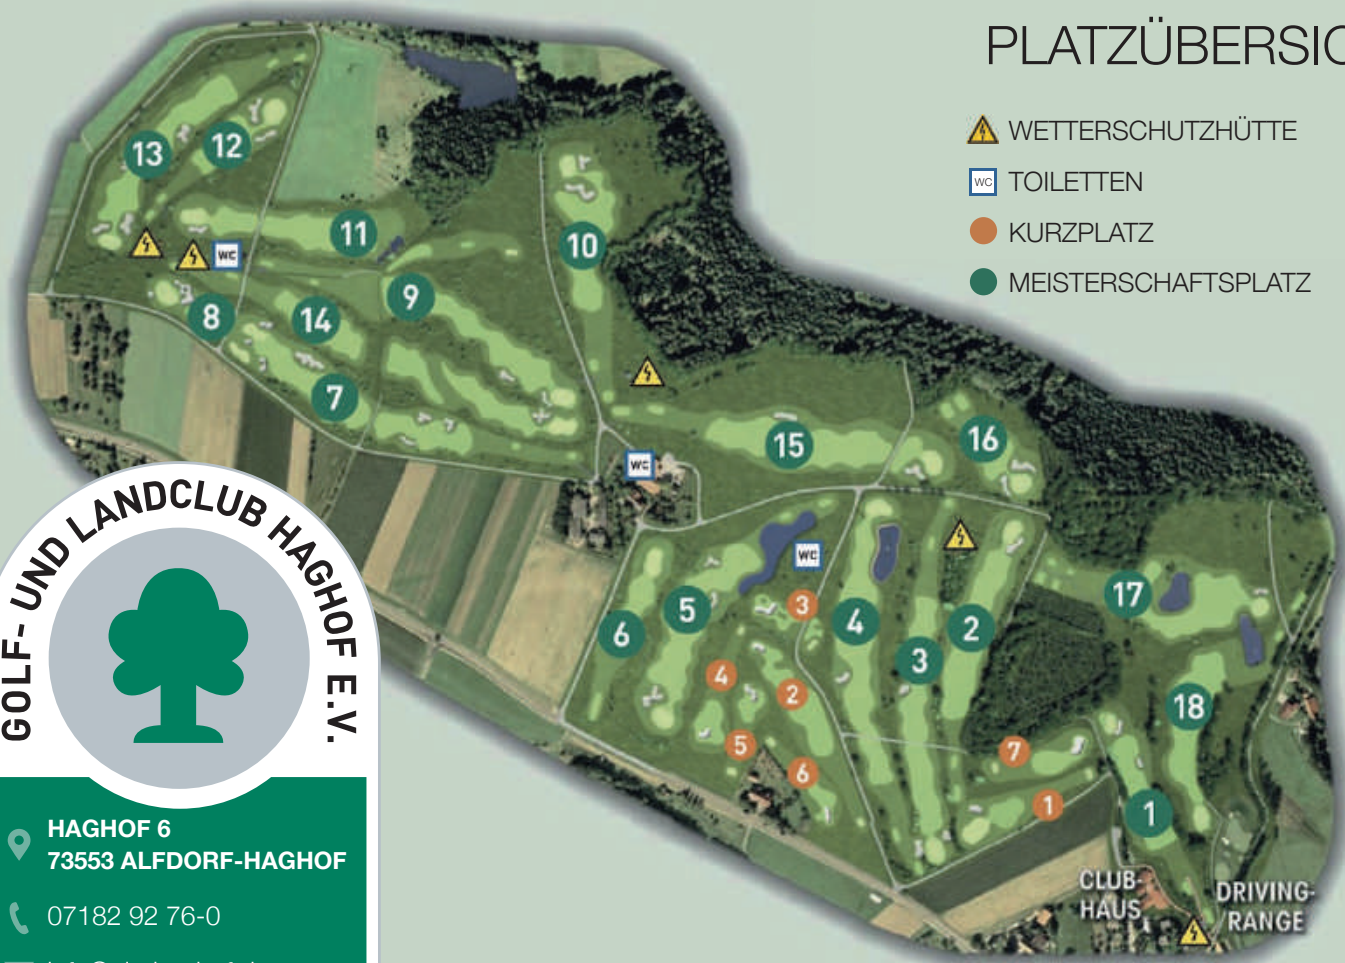 PLATZÜBERSIC
WETTERSCHUTZHÜTTE
WC TOILETTEN
KURZPLATZ
MEISTERSCHAFTSPLATZ
13
12
11
10
WC
9
8
14
7
15
16
WC
WC
17
5
6
4
3
2
3
4
2
18
5
6
7
1
1
CLUB-
HAUS
DRIVING-
RANGE
GOLF- UND LANDCLUB HAGHOF E.V.
HAGHOF 6
73553 ALFDORF-HAGHOF
07182 92 76-0